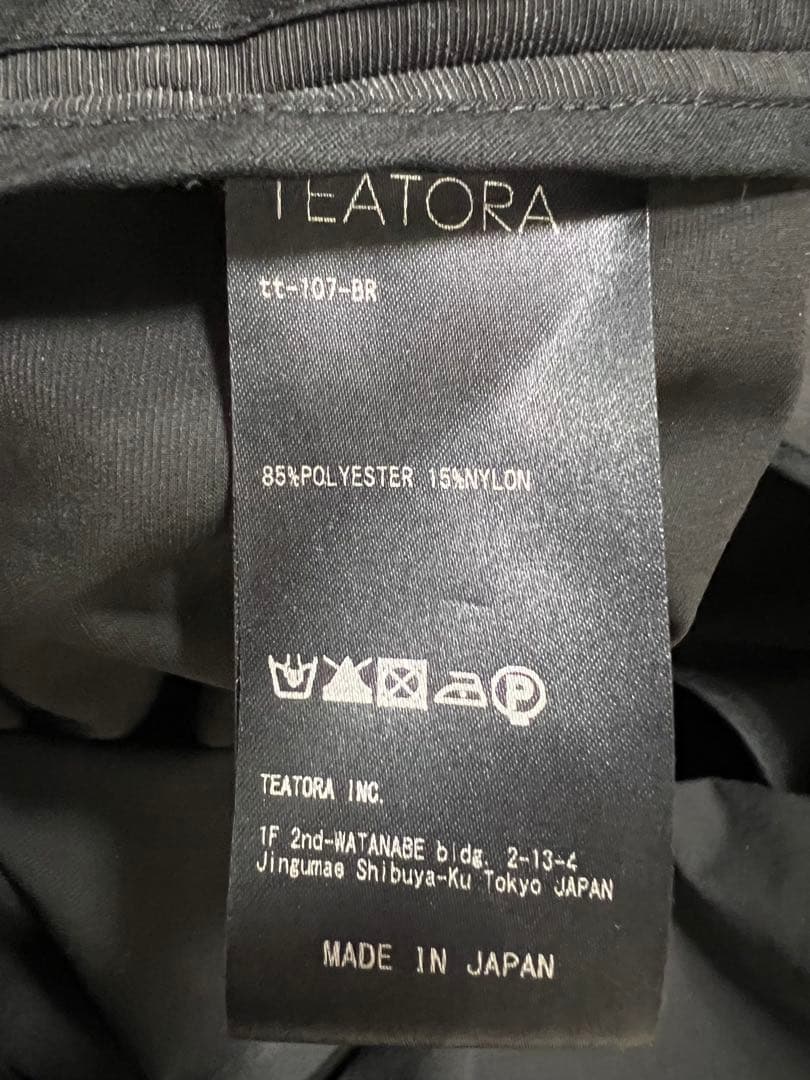 TEATORA
tt-107-BR
85%POLYESTER 15%NYLON
P
TEATORA INC.
1F 2nd-WATANABE bldg. 2-13-4
Jingumae Shibuya-Ku Tokyo JAPAN
MADE IN JAPAN